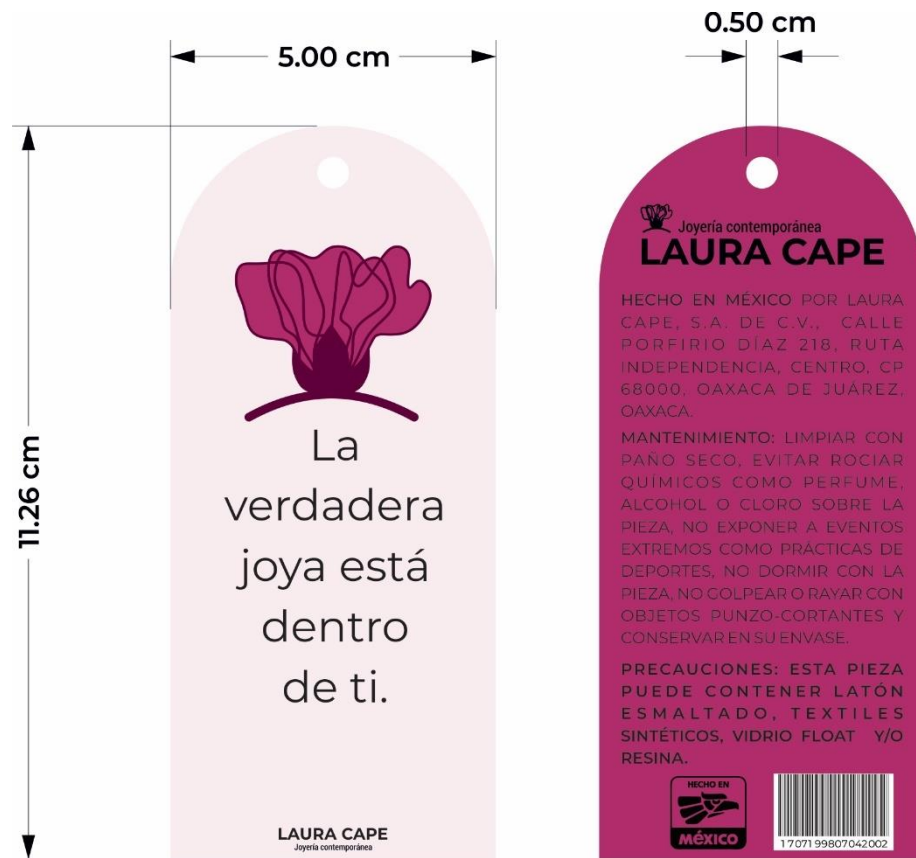 5.00 cm
11.26 cm
La
verdadera
joya está
dentro
de ti.
LAURA CAPE
Joyería contemporánea
0.50 cm
Joyería contemporánea
LAURA CAPE
HECHO EN MÉXICO POR LAURA
CAPE, S.A. DE C.V., CALLE
PORFIRIO DÍAZ 218, RUTA
INDEPENDENCIA, CENTRO, CP
68000, OAXACA DE JUÁREZ,
OAXACA.
MANTENIMIENTO: LIMPIAR CON
PAÑO SECO, EVITAR ROCIAR
QUÍMICOS COMO PERFUME,
ALCOHOL O CLORO SOBRE LA
PIEZA, NO EXPONER A EVENTOS
EXTREMOS COMO PRÁCTICAS DE
DEPORTES, NO DORMIR CON LA
PIEZA, NO GOLPEAR O RAYAR CON
OBJETOS PUNZO-CORTANTES Y
CONSERVAR EN SU ENVASE.
PRECAUCIONES: ESTA PIEZA
PUEDE CONTENER LATÓN
ESMALTADO, TEXTILES
SINTÉTICOS, VIDRIO FLOAT Y/O
RESINA.
HECHO EN
MÉXICO
1707199807042002